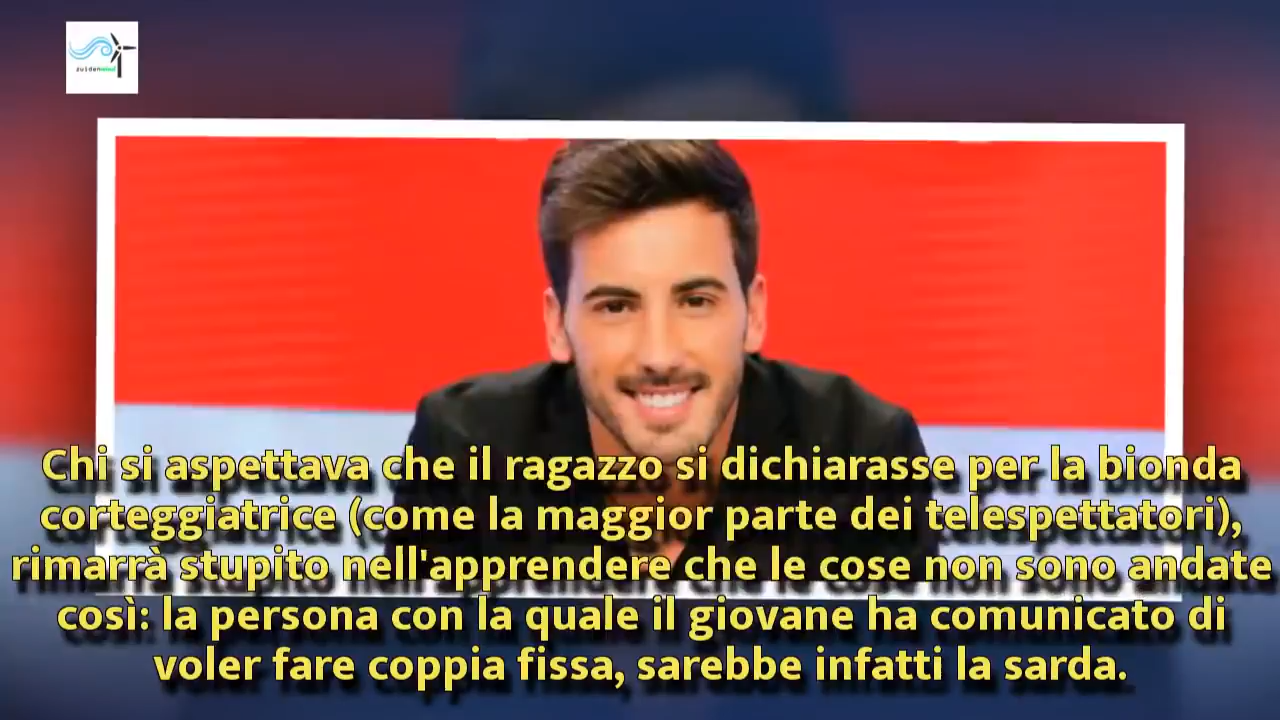 zuidenwind
Chi si aspettava che il ragazzo si dichiarasse per la bionda
corteggiatrice (come la maggior parte dei telespettatori),
rimarrà stupito nell'apprendere che le cose non sono andate
così: la persona con la quale il giovane ha comunicato di
voler fare coppia fissa, sarebbe infatti la sarda.